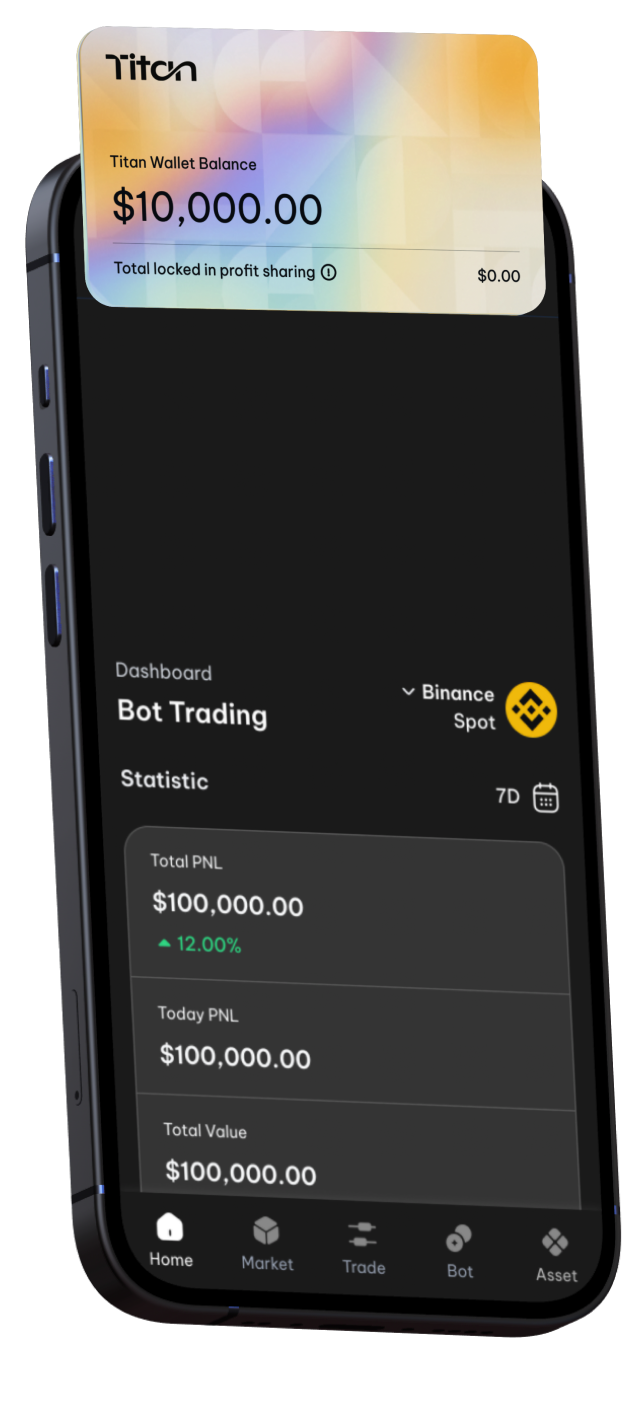 Titan
Titan Wallet Balance
$10,000.00
Total locked in profit sharing
$0.00
Dashboard
Bot Trading
Binance
Spot
Statistic
7D
Total PNL
$100,000.00
12.00%
Today PNL
$100,000.00
Total Value
$100,000.00
Home
Market
Trade
Bot
Asset